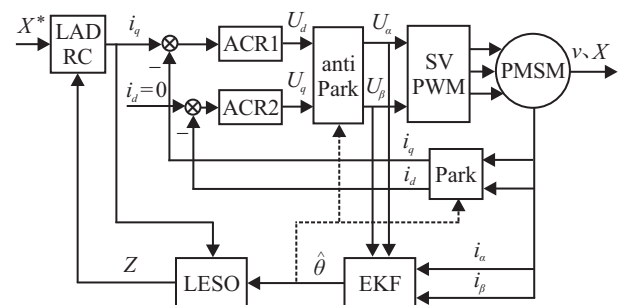 X*
LAD
RC
i_q
−
ACR1
U_d
anti
Park
U_α
SV
PWM
PMSM
v、X
i_d=0
−
ACR2
U_q
U_β
i_q
i_d
Park
Z
LESO
θ̂
EKF
i_α
i_β